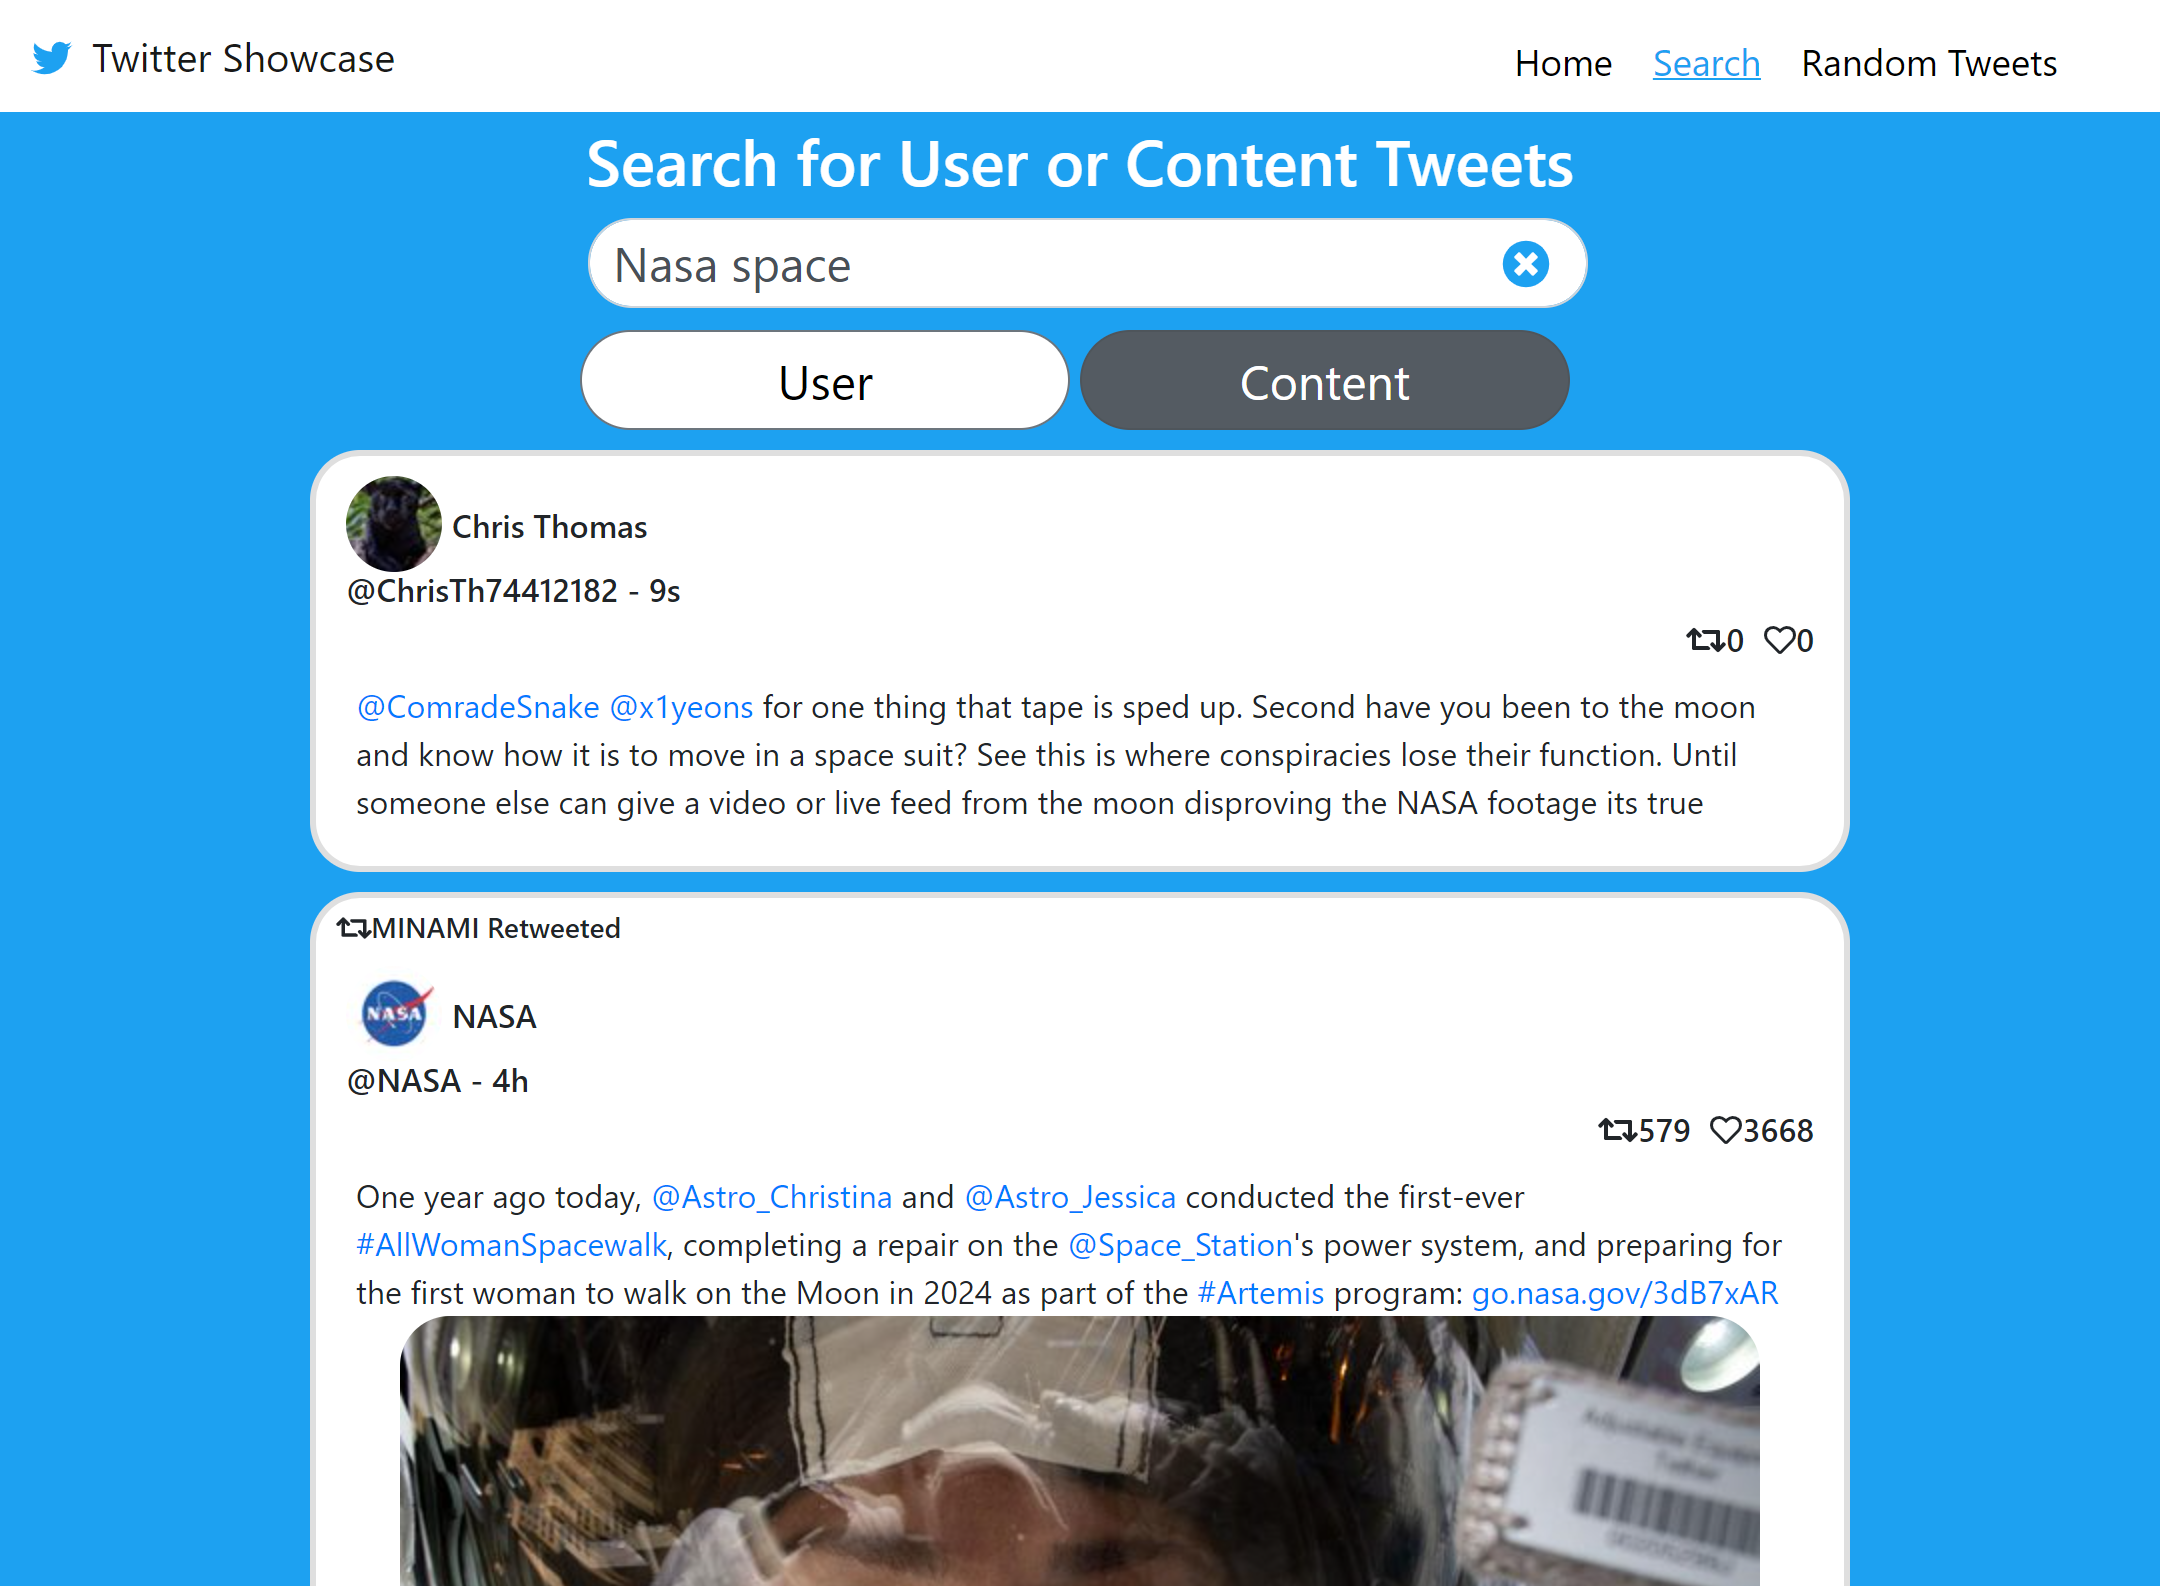 Twitter Showcase
Home Search Random Tweets
Search for User or Content Tweets
Nasa space
User Content
Chris Thomas
@ChrisTh74412182 - 9s
0 0
@ComradeSnake @x1yeons for one thing that tape is sped up. Second have you been to the moon
and know how it is to move in a space suit? See this is where conspiracies lose their function. Until
someone else can give a video or live feed from the moon disproving the NASA footage its true
MINAMI Retweeted
NASA
NASA
@NASA - 4h
579 3668
One year ago today, @Astro_Christina and @Astro_Jessica conducted the first-ever
#AllWomanSpacewalk, completing a repair on the @Space_Station's power system, and preparing for
the first woman to walk on the Moon in 2024 as part of the #Artemis program: go.nasa.gov/3dB7xAR